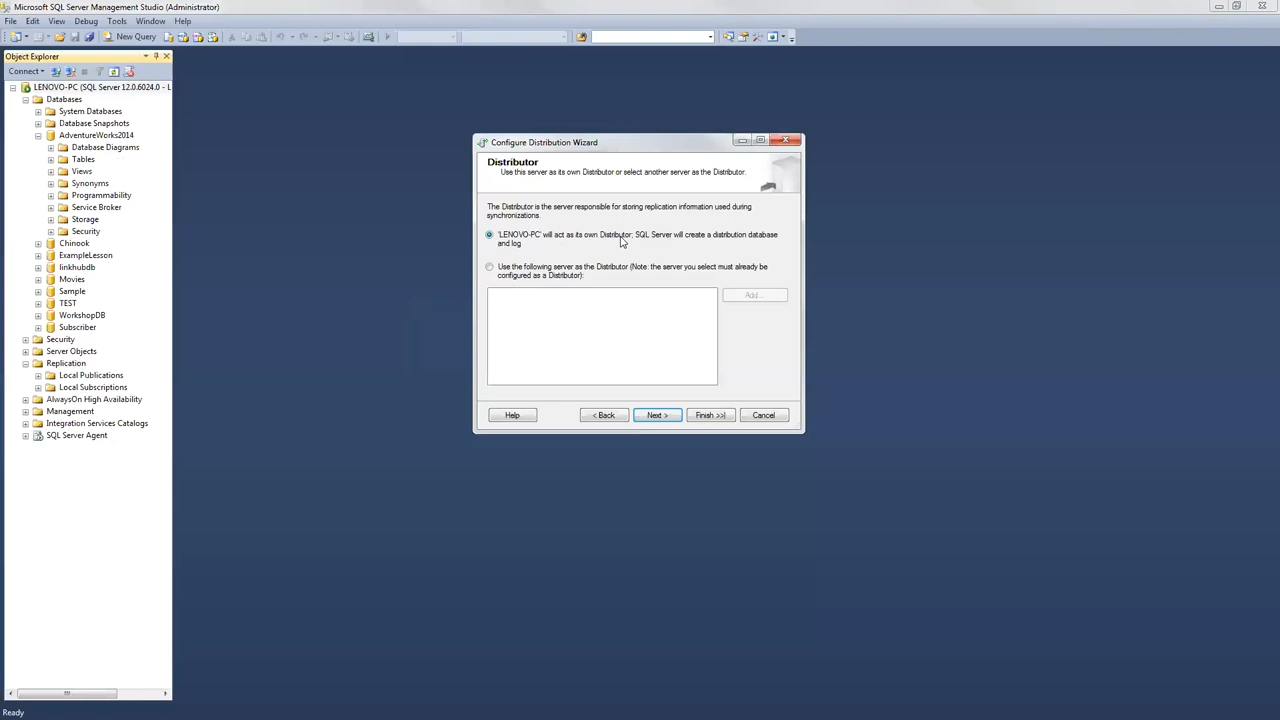 Microsoft SQL Server Management Studio (Administrator)
File Edit View Debug Tools Window Help
New Query
Object Explorer
Connect
LENOVO-PC (SQL Server 12.0.6024.0 - L
Databases
System Databases
Database Snapshots
AdventureWorks2014
Database Diagrams
Tables
Views
Synonyms
Programmability
Service Broker
Storage
Security
Chinook
ExampleLesson
linkhubdb
Movies
Sample
TEST
WorkshopDB
Subscriber
Security
Server Objects
Replication
Local Publications
Local Subscriptions
AlwaysOn High Availability
Management
Integration Services Catalogs
SQL Server Agent
Configure Distribution Wizard
Distributor
Use this server as its own Distributor or select another server as the Distributor.
The Distributor is the server responsible for storing replication information used during
synchronizations.
'LENOVO-PC' will act as its own Distributor; SQL Server will create a distribution database
and log
Use the following server as the Distributor (Note: the server you select must already be
configured as a Distributor):
Add...
Help < Back Next > Finish >>| Cancel
Ready